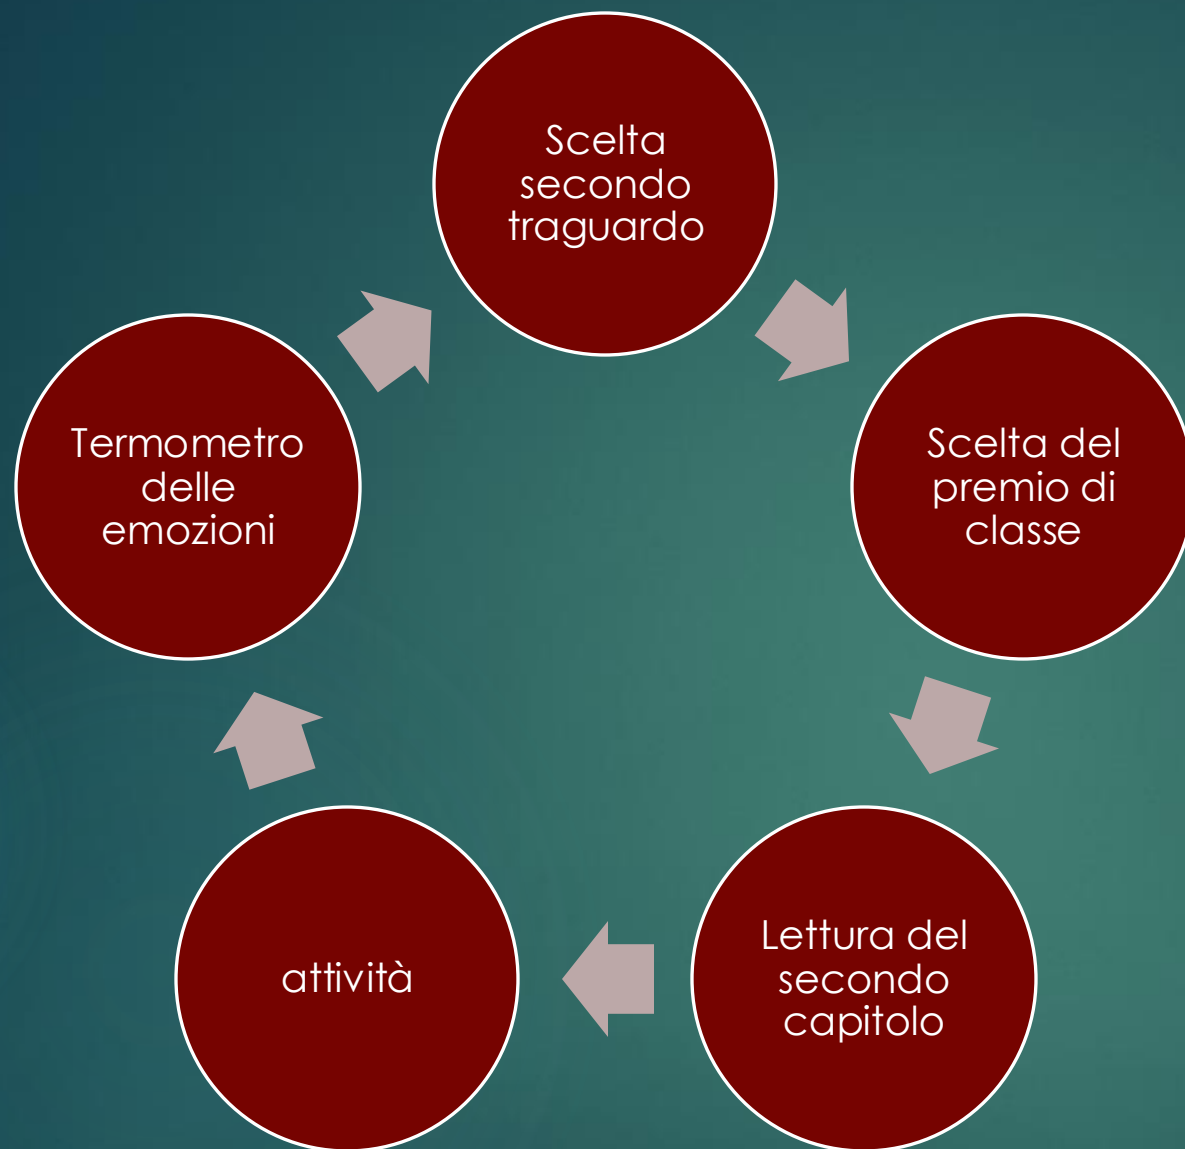 Scelta
secondo
traguardo
Scelta del
premio di
classe
Lettura del
secondo
capitolo
attività
Termometro
delle
emozioni